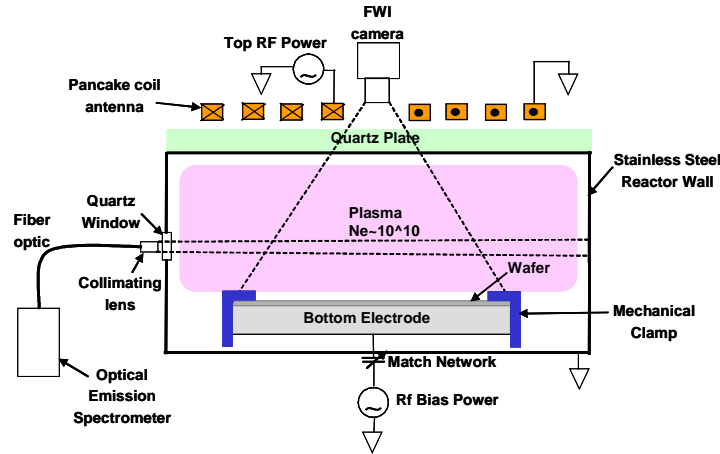 FWI
camera
Top RF Power
Pancake coil
antenna
Quartz Plate
Stainless Steel
Reactor Wall
Quartz
Window
Fiber
optic
Plasma
Ne~10^10
Collimating
lens
Wafer
Bottom Electrode
Mechanical
Clamp
Match Network
Optical
Emission
Spectrometer
Rf Bias Power